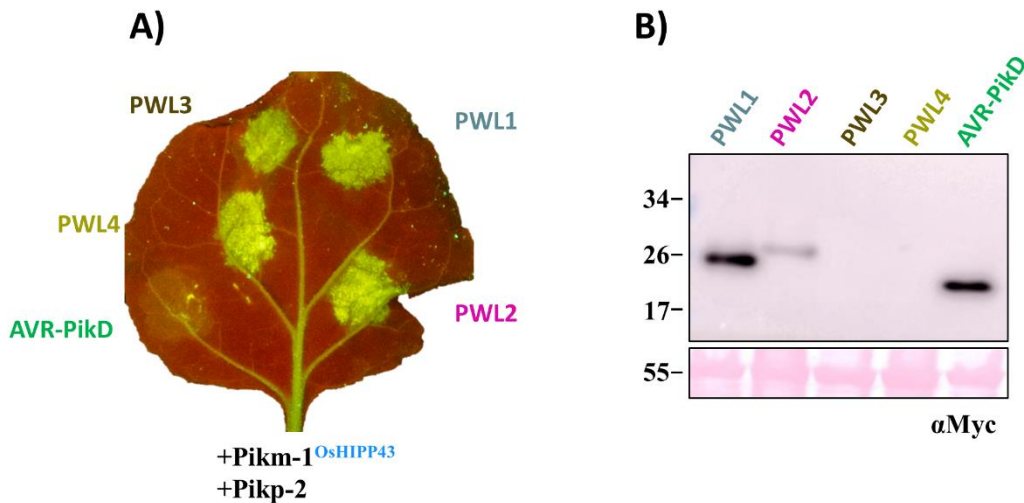 A)
PWL3
PWL1
PWL4
AVR-PikD
PWL2
+Pikm-1OsHIPP43
+Pikp-2
B)
PWL1 PWL2 PWL3 PWL4 AVR-PikD
34
26
17
55
αMyc